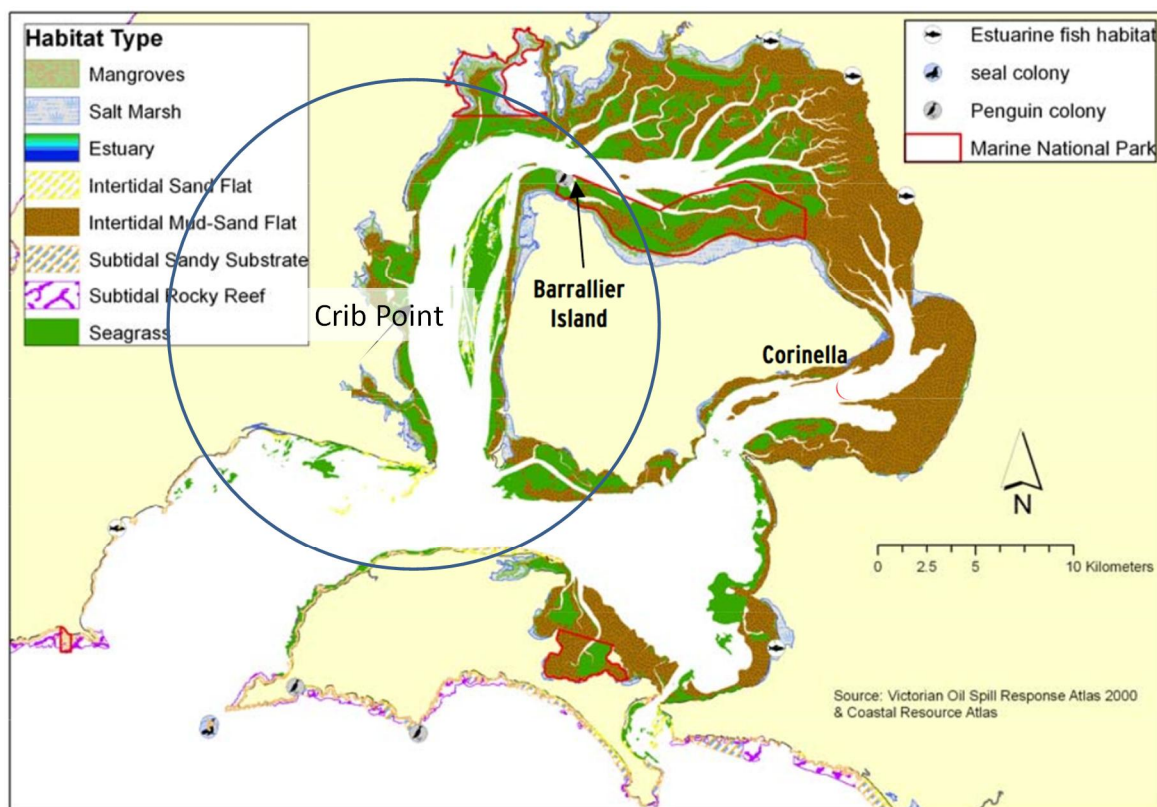 Habitat Type
Mangroves
Salt Marsh
Estuary
Intertidal Sand Flat
Intertidal Mud-Sand Flat
Subtidal Sandy Substrate
Subtidal Rocky Reef
Seagrass
Estuarine fish habitat
seal colony
Penguin colony
Marine National Park
Crib Point
Barrallier
Island
Corinella
N
0 2.5 5 10 Kilometers
Source: Victorian Oil Spill Response Atlas 2000
& Coastal Resource Atlas